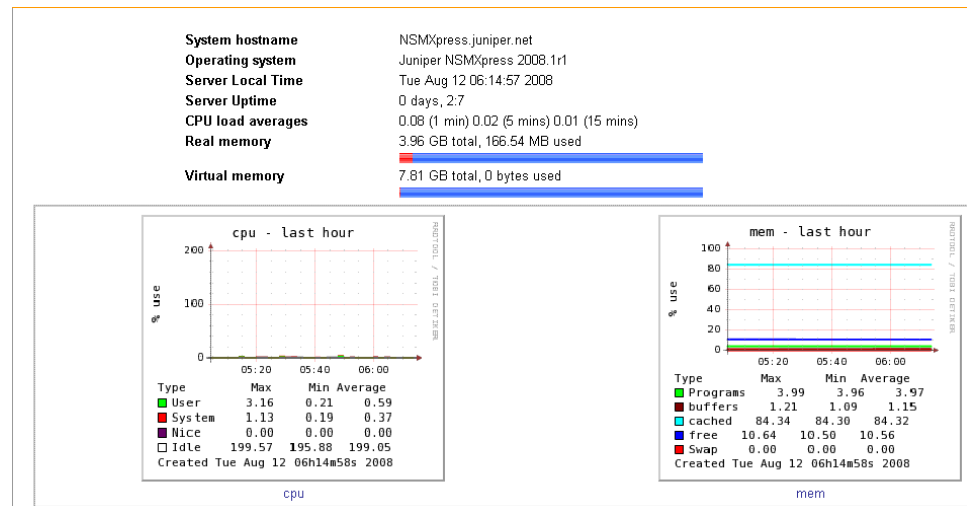 System hostname NSMXpress.juniper.net
Operating system Juniper NSMXpress 2008.1r1
Server Local Time Tue Aug 12 06:14:57 2008
Server Uptime 0 days, 2:7
CPU load averages 0.08 (1 min) 0.02 (5 mins) 0.01 (15 mins)
Real memory 3.96 GB total, 166.54 MB used
Virtual memory 7.81 GB total, 0 bytes used
cpu - last hour
RRDTOOL / TOBI OETIKER
% use
200
100
0
05:20 05:40 06:00
Type Max Min Average
User 3.16 0.21 0.59
System 1.13 0.19 0.37
Nice 0.00 0.00 0.00
Idle 199.57 195.88 199.05
Created Tue Aug 12 06h14m58s 2008
cpu
mem - last hour
RRDTOOL / TOBI OETIKER
% use
100
80
60
40
20
0
05:20 05:40 06:00
Type Max Min Average
Programs 3.99 3.96 3.97
buffers 1.21 1.09 1.15
cached 84.34 84.30 84.32
free 10.64 10.50 10.56
Swap 0.00 0.00 0.00
Created Tue Aug 12 06h14m58s 2008
mem